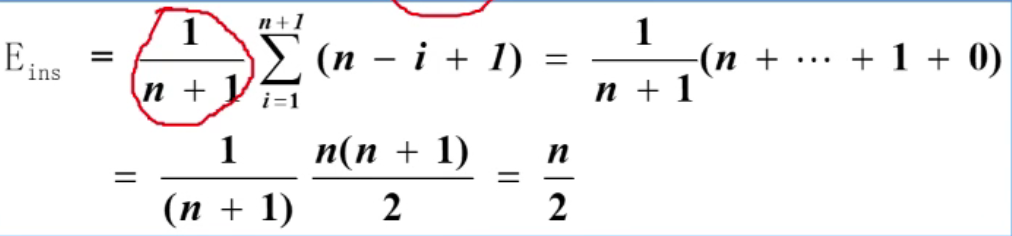 E_ins = 1/(n + 1) ∑_{i=1}^{n+1} (n − i + 1) = 1/(n + 1) (n + ⋯ + 1 + 0)
= 1/(n + 1) n(n + 1)/2 = n/2